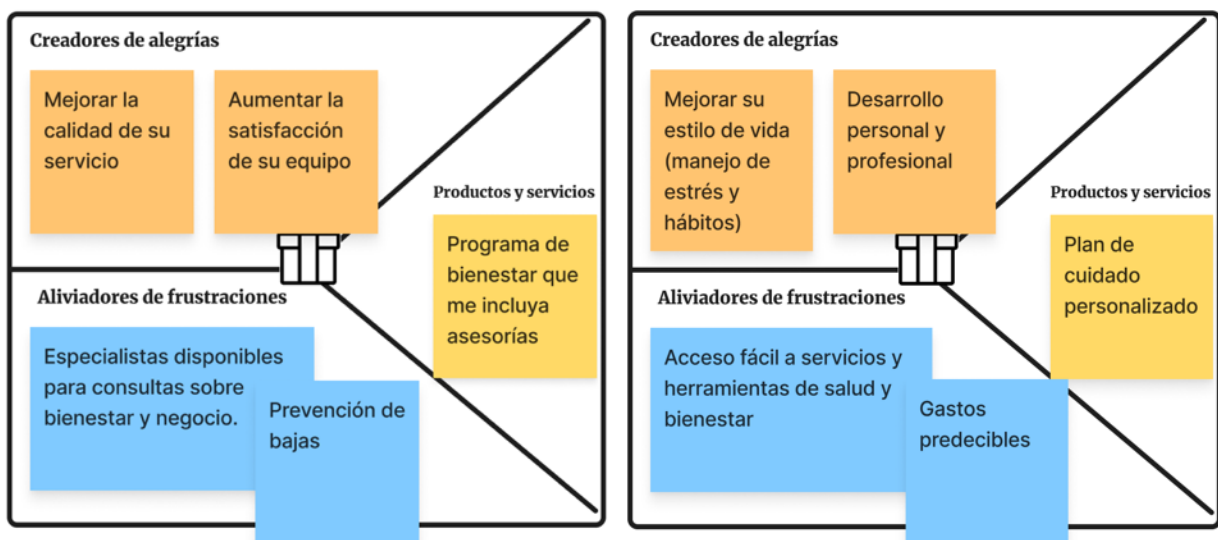 Creadores de alegrías
Mejorar la
calidad de su
servicio
Aumentar la
satisfacción
de su equipo
Productos y servicios
Programa de
bienestar que
me incluya
asesorías
Aliviadores de frustraciones
Especialistas disponibles
para consultas sobre
bienestar y negocio.
Prevención de
bajas
Creadores de alegrías
Mejorar su
estilo de vida
(manejo de
estrés y
hábitos)
Desarrollo
personal y
profesional
Productos y servicios
Plan de
cuidado
personalizado
Aliviadores de frustraciones
Acceso fácil a servicios y
herramientas de salud y
bienestar
Gastos
predecibles